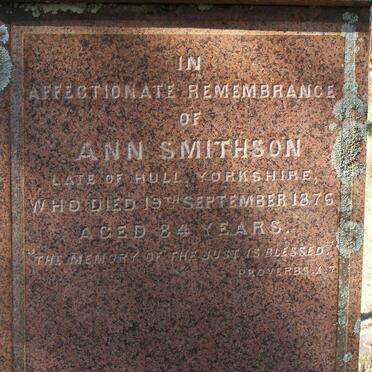 IN
AFFECTIONATE REMEMBRANCE
OF
ANN SMITHSON
LATE OF HULL, YORKSHIRE,
WHO DIED 19TH SEPTEMBER 1876
AGED 84 YEARS.
"THE MEMORY OF THE JUST IS BLESSED."
PROVERBS.